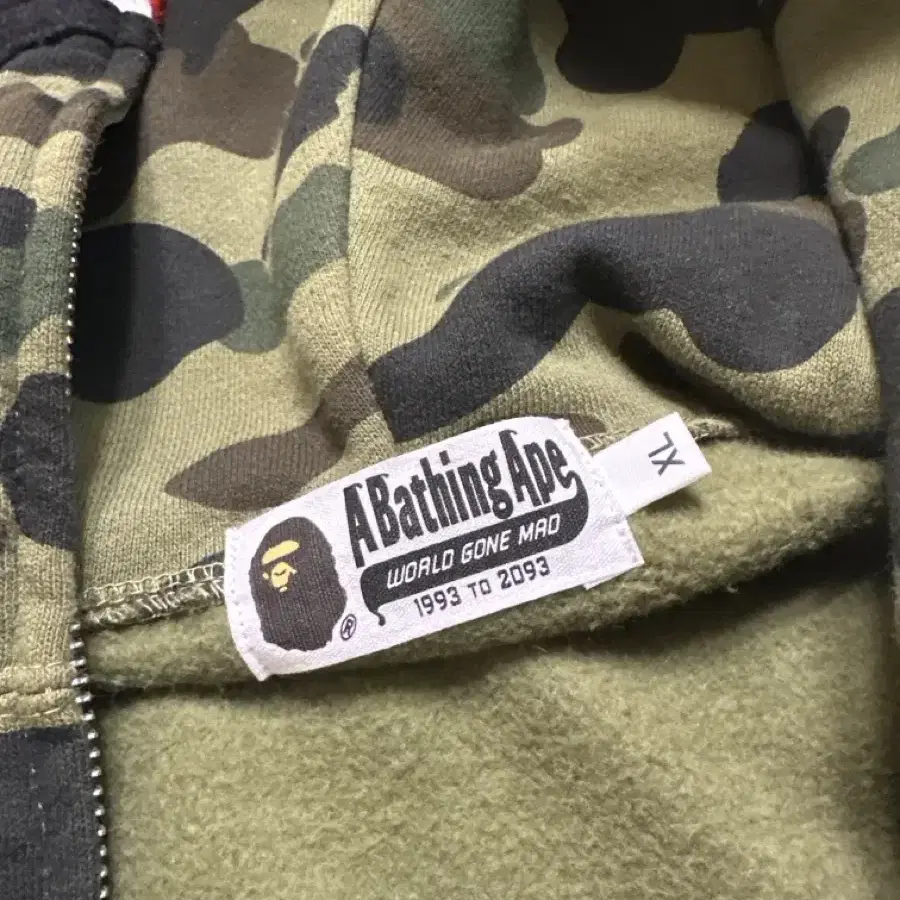 A Bathing Ape
WORLD GONE MAD
1993 TO 2093
®
XL